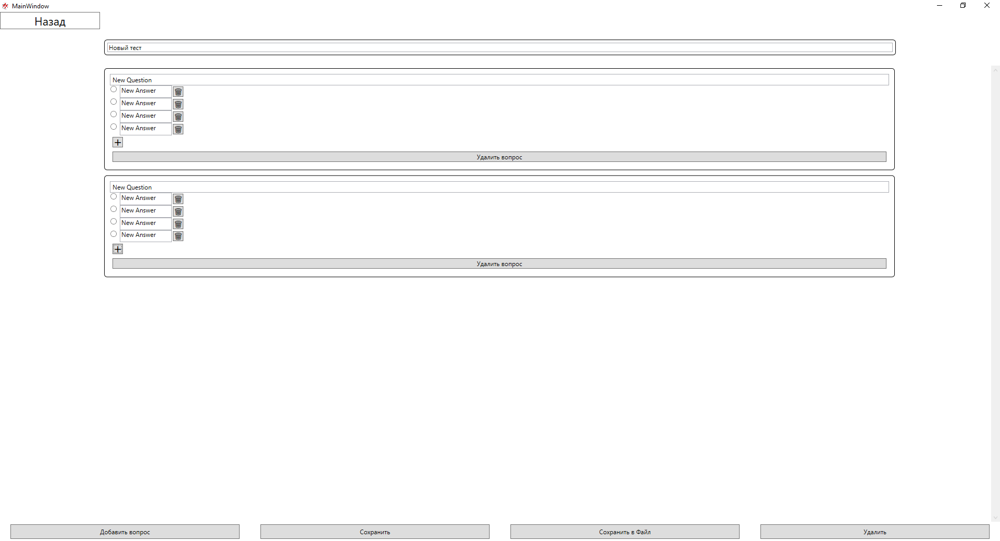 MainWindow
Назад
Новый тест
New Question
New Answer
New Answer
New Answer
New Answer
+
Удалить вопрос
New Question
New Answer
New Answer
New Answer
New Answer
+
Удалить вопрос
Добавить вопрос
Сохранить
Сохранить в Файл
Удалить